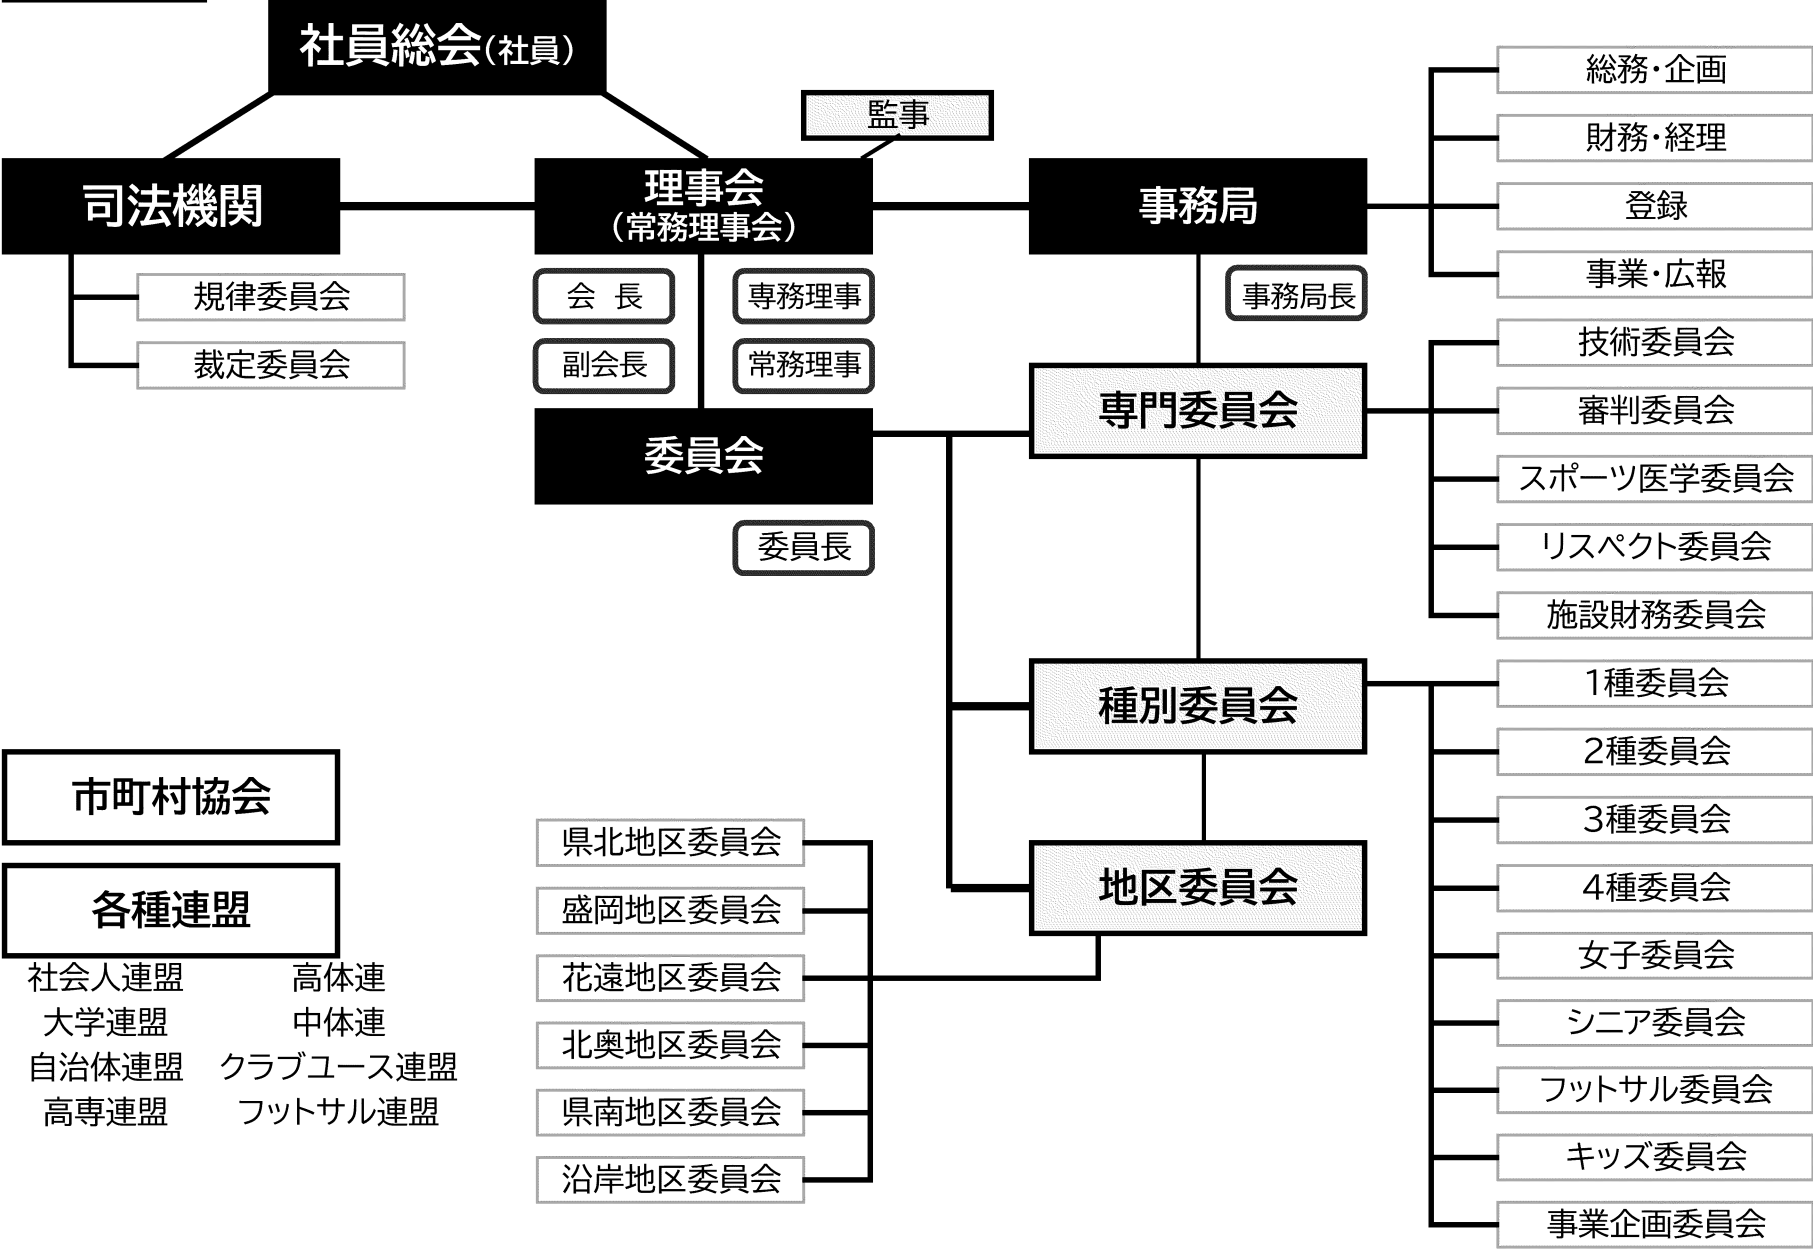 社員総会(社員)
監事
司法機関
理事会
(常務理事会)
事務局
規律委員会
裁定委員会
会　長
専務理事
副会長
常務理事
事務局長
委員会
委員長
専門委員会
種別委員会
地区委員会
総務・企画
財務・経理
登録
事業・広報
技術委員会
審判委員会
スポーツ医学委員会
リスペクト委員会
施設財務委員会
1種委員会
2種委員会
3種委員会
4種委員会
女子委員会
シニア委員会
フットサル委員会
キッズ委員会
事業企画委員会
県北地区委員会
盛岡地区委員会
花遠地区委員会
北奥地区委員会
県南地区委員会
沿岸地区委員会
市町村協会
各種連盟
社会人連盟 高体連
大学連盟 中体連
自治体連盟 クラブユース連盟
高専連盟 フットサル連盟